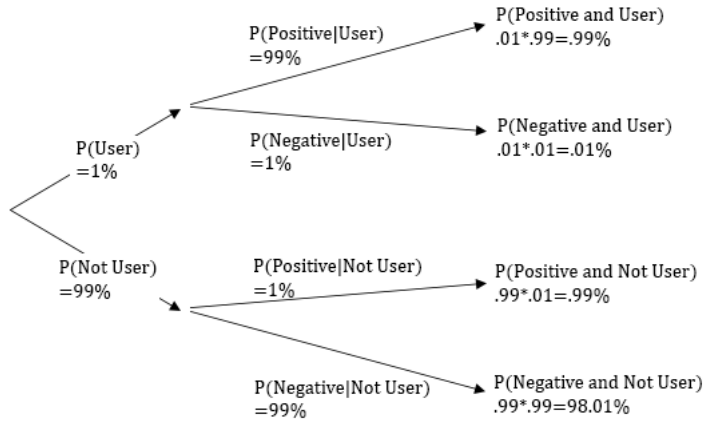 P(User)
=1%
P(Not User)
=99%
P(Positive|User)
=99%
P(Negative|User)
=1%
P(Positive|Not User)
=1%
P(Negative|Not User)
=99%
P(Positive and User)
.01*.99=.99%
P(Negative and User)
.01*.01=.01%
P(Positive and Not User)
.99*.01=.99%
P(Negative and Not User)
.99*.99=98.01%